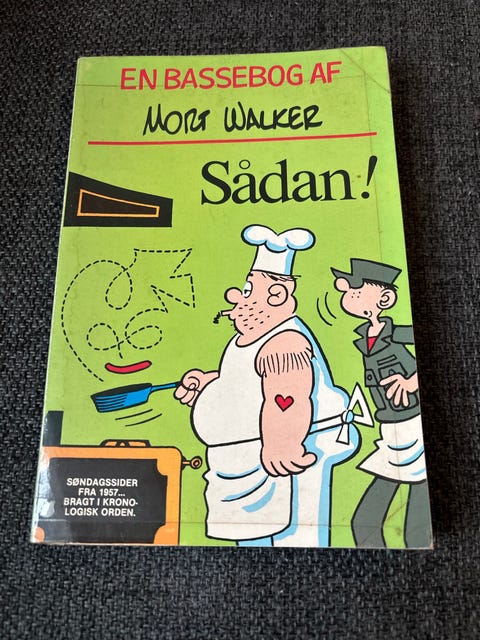 EN BASSEBOG AF
MORT WALKER
Sådan!
SØNDAGSSIDER
FRA 1957...
BRAGT I KRONO-
LOGISK ORDEN.